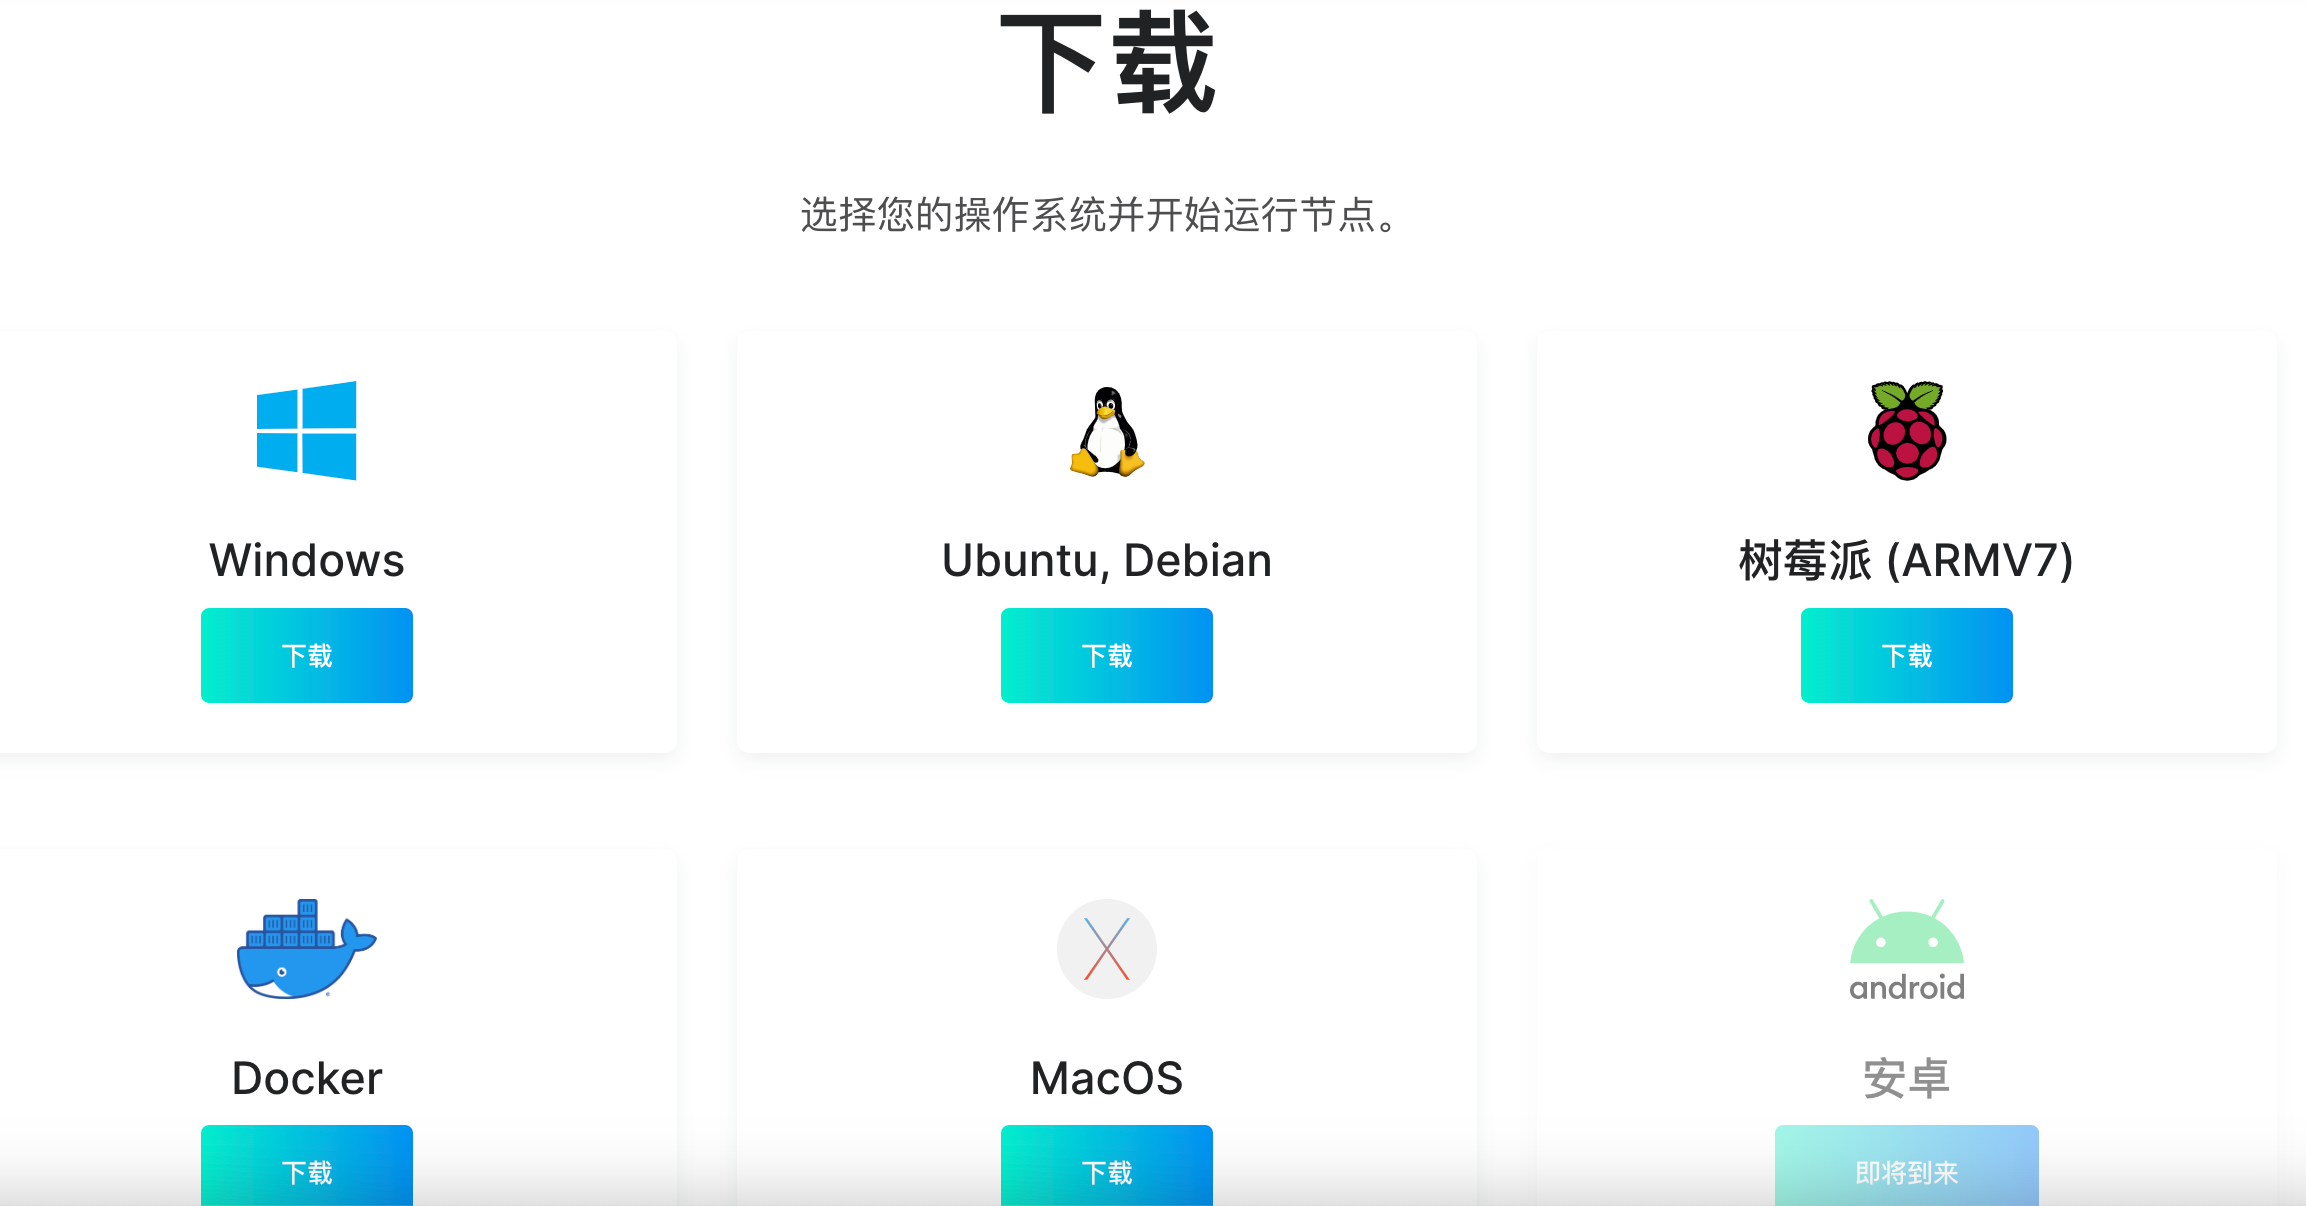 下载
选择您的操作系统并开始运行节点。
Windows
下载
Ubuntu, Debian
下载
树莓派 (ARMV7)
下载
Docker
下载
MacOS
下载
android
安卓
即将到来